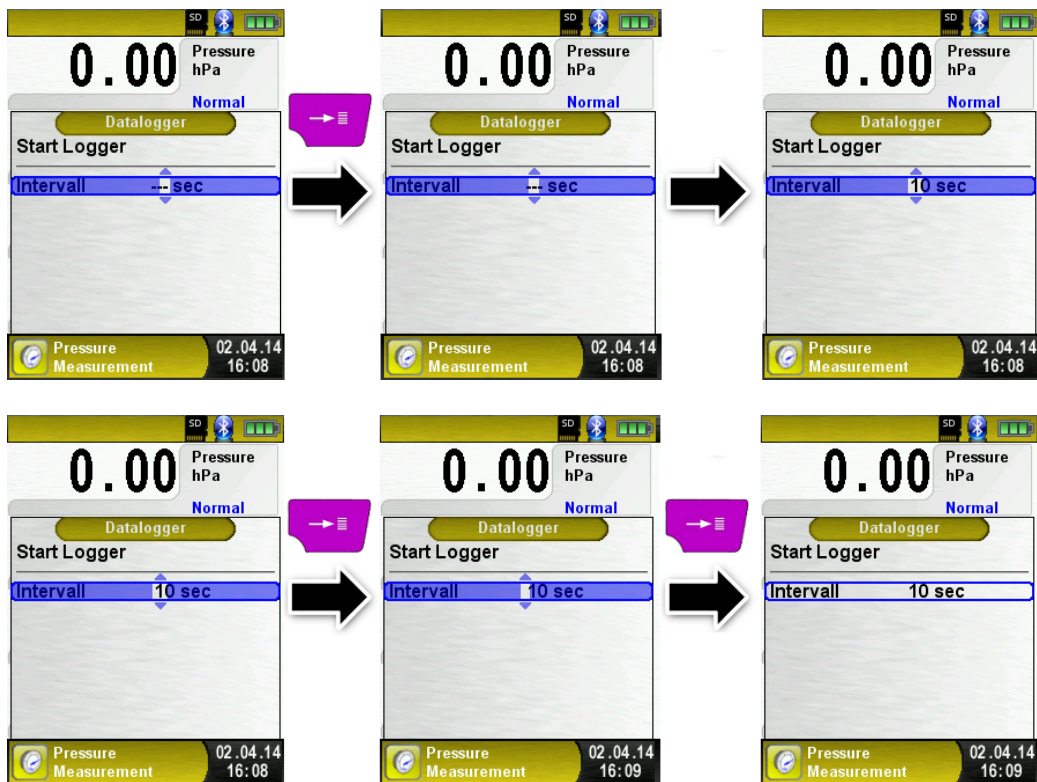 SD
0.00
Pressure
hPa
Normal
Datalogger
Start Logger
Intervall --- sec
Pressure
Measurement
02.04.14
16:08
SD
0.00
Pressure
hPa
Normal
Datalogger
Start Logger
Intervall --- sec
Pressure
Measurement
02.04.14
16:08
SD
0.00
Pressure
hPa
Normal
Datalogger
Start Logger
Intervall 10 sec
Pressure
Measurement
02.04.14
16:08
SD
0.00
Pressure
hPa
Normal
Datalogger
Start Logger
Intervall 10 sec
Pressure
Measurement
02.04.14
16:08
SD
0.00
Pressure
hPa
Normal
Datalogger
Start Logger
Intervall 10 sec
Pressure
Measurement
02.04.14
16:09
SD
0.00
Pressure
hPa
Normal
Datalogger
Start Logger
Intervall 10 sec
Pressure
Measurement
02.04.14
16:09